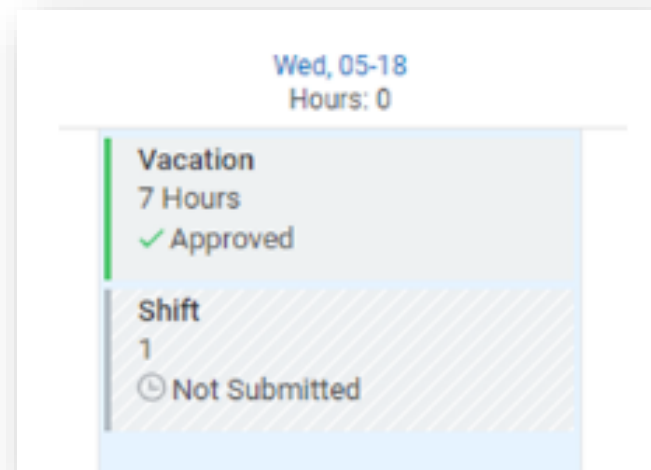 Wed, 05-18
Hours: 0
Vacation
7 Hours
Approved
Shift
1
Not Submitted